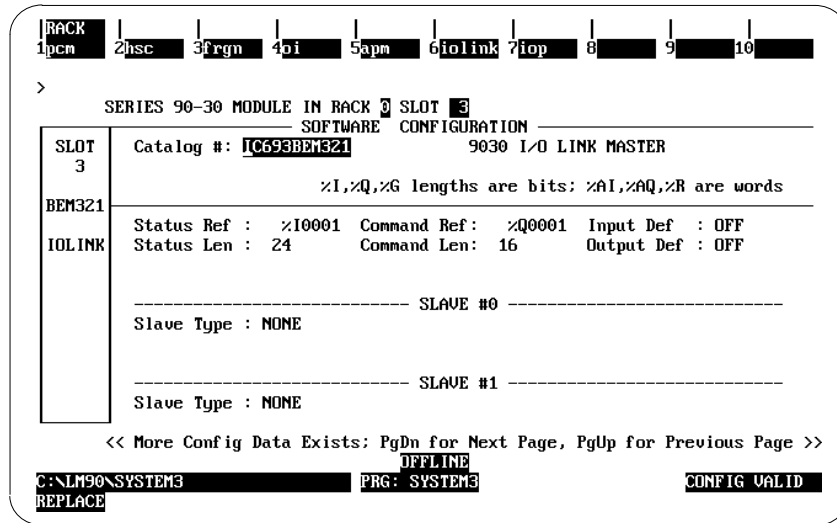 RACK
1pcm 2hsc 3frgn 4oi 5apm 6iolink 7iop 8 9 10
>
SERIES 90-30 MODULE IN RACK 0 SLOT 3
SOFTWARE CONFIGURATION
SLOT Catalog #: IC693BEM321 9030 I/O LINK MASTER
3
%I,%Q,%G lengths are bits; %AI,%AQ,%R are words
BEM321
Status Ref : %I0001 Command Ref: %Q0001 Input Def : OFF
IOLINK Status Len : 24 Command Len: 16 Output Def : OFF
---------------------------- SLAVE #0 ----------------------------
Slave Type : NONE
---------------------------- SLAVE #1 ----------------------------
Slave Type : NONE
<< More Config Data Exists; PgDn for Next Page, PgUp for Previous Page >>
OFFLINE
C:\LM90\SYSTEM3 PRG: SYSTEM3 CONFIG VALID
REPLACE